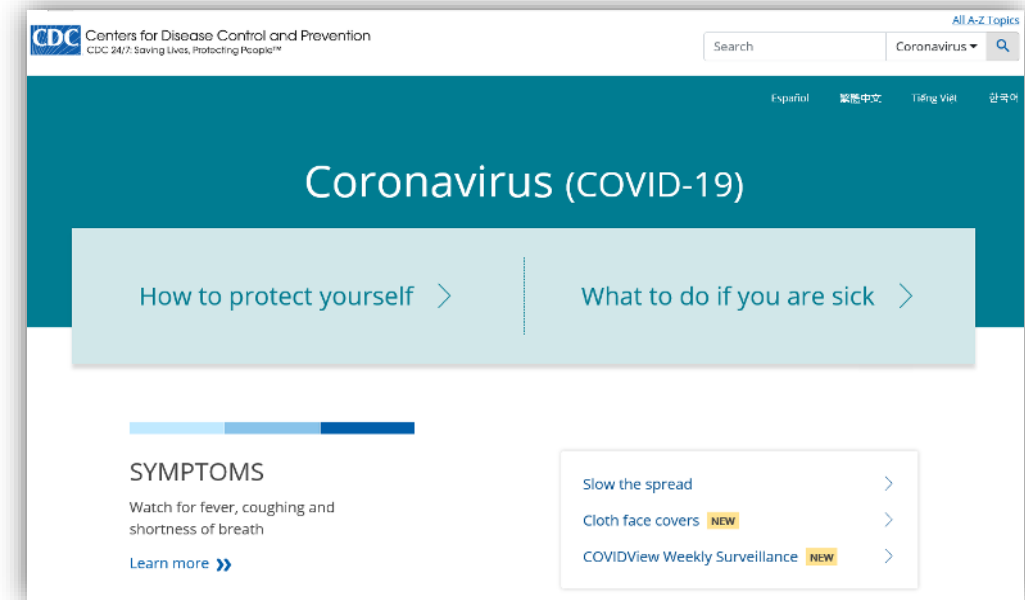 All A-Z Topics
CDC Centers for Disease Control and Prevention
CDC 24/7: Saving Lives, Protecting People™
Search
Coronavirus
Español 繁體中文 Tiếng Việt 한국어
Coronavirus (COVID-19)
How to protect yourself
What to do if you are sick
SYMPTOMS
Watch for fever, coughing and
shortness of breath
Learn more
Slow the spread
Cloth face covers NEW
COVIDView Weekly Surveillance NEW